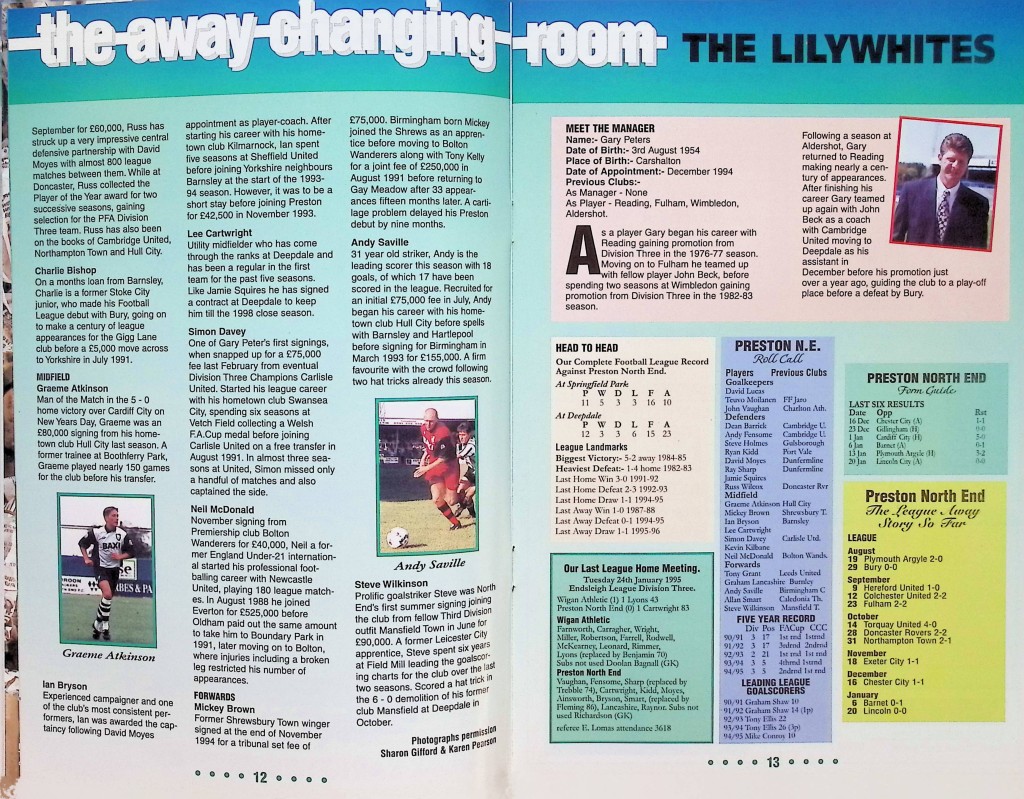 the away changing
September for £60,000, Russ has
struck up a very impressive central
defensive partnership with David
Moyes with almost 800 league
matches between them. While at
Doncaster, Russ collected the
Player of the Year award for two
successive seasons, gaining
selection for the PFA Division
Three team. Russ has also been
on the books of Cambridge United,
Northampton Town and Hull City.
Charlie Bishop
On a months loan from Barnsley,
Charlie is a former Stoke City
junior, who made his Football
League debut with Bury, going on
to make a century of league
appearances for the Gigg Lane
club before a £5,000 move across
to Yorkshire in July 1991.
MIDFIELD
Graeme Atkinson
Man of the Match in the 5 - 0
home victory over Cardiff City on
New Years Day, Graeme was an
£80,000 signing from his home-
town club Hull City last season. A
former trainee at Boothferry Park,
Graeme played nearly 150 games
for the club before his transfer.
BAXI
Graeme Atkinson
Ian Bryson
Experienced campaigner and one
of the club's most consistent per-
formers, Ian was awarded the cap-
taincy following David Moyes
appointment as player-coach. After
starting his career with his home-
town club Kilmarnock, Ian spent
five seasons at Sheffield United
before joining Yorkshire neighbours
Barnsley at the start of the 1993-
94 season. However, it was to be a
short stay before joining Preston
for £42,500 in November 1993.
Lee Cartwright
Utility midfielder who has come
through the ranks at Deepdale and
has been a regular in the first
team for the past five seasons.
Like Jamie Squires he has signed
a contract at Deepdale to keep
him till the 1998 close season.
Simon Davey
One of Gary Peter's first signings,
when snapped up for a £75,000
fee last February from eventual
Division Three Champions Carlisle
United. Started his league career
with his hometown club Swansea
City, spending six seasons at
Vetch Field collecting a Welsh
F.A.Cup medal before joining
Carlisle United on a free transfer in
August 1991. In almost three sea-
sons at United, Simon missed only
a handful of matches and also
captained the side.
Neil McDonald
November signing from
Premiership club Bolton
Wanderers for £40,000, Neil a for-
mer England Under-21 internation-
al started his professional foot-
balling career with Newcastle
United, playing 180 league match-
es. In August 1988 he joined
Everton for £525,000 before
Oldham paid out the same amount
to take him to Boundary Park in
1991, later moving on to Bolton,
where injuries including a broken
leg restricted his number of
appearances.
FORWARDS
Mickey Brown
Former Shrewsbury Town winger
signed at the end of November
1994 for a tribunal set fee of
£75,000. Birmingham born Mickey
joined the Shrews as an appren-
tice before moving to Bolton
Wanderers along with Tony Kelly
for a joint fee of £250,000 in
August 1991 before returning to
Gay Meadow after 33 appear-
ances fifteen months later. A carti-
lage problem delayed his Preston
debut by nine months.
Andy Saville
31 year old striker, Andy is the
leading scorer this season with 18
goals, of which 17 have been
scored in the league. Recruited for
an initial £75,000 fee in July, Andy
began his career with his home-
town club Hull City before spells
with Barnsley and Hartlepool
before signing for Birmingham in
March 1993 for £155,000. A firm
favourite with the crowd following
two hat tricks already this season.
Andy Saville
Steve Wilkinson
Prolific goalstriker Steve was North
End's first summer signing joining
the club from fellow Third Division
outfit Mansfield Town in June for
£90,000. A former Leicester City
apprentice, Steve spent six years
at Field Mill leading the goalscor-
ing charts for the club over the last
two seasons. Scored a hat trick in
the 6 - 0 demolition of his former
club Mansfield at Deepdale in
October.
Photographs permission
Sharon Gifford & Karen Pearson
12
room THE LILYWHITES
MEET THE MANAGER
Name:- Gary Peters
Date of Birth:- 3rd August 1954
Place of Birth:- Carshalton
Date of Appointment:- December 1994
Previous Clubs:-
As Manager - None
As Player - Reading, Fulham, Wimbledon,
Aldershot.
As a player Gary began his career with
Reading gaining promotion from
Division Three in the 1976-77 season.
Moving on to Fulham he teamed up
with fellow player John Beck, before
spending two seasons at Wimbledon gaining
promotion from Division Three in the 1982-83
season.
Following a season at
Aldershot, Gary
returned to Reading
making nearly a cen-
tury of appearances.
After finishing his
career Gary teamed
up again with John
Beck as a coach
with Cambridge
United moving to
Deepdale as his
assistant in
December before his promotion just
over a year ago, guiding the club to a play-off
place before a defeat by Bury.
HEAD TO HEAD
Our Complete Football League Record
Against Preston North End.
At Springfield Park
P W D L F A
11 5 3 3 16 10
At Deepdale
P W D L F A
12 3 3 6 15 23
League Landmarks
Biggest Victory:- 5-2 away 1984-85
Heaviest Defeat:- 1-4 home 1982-83
Last Home Win 3-0 1991-92
Last Home Defeat 2-3 1992-93
Last Home Draw 1-1 1994-95
Last Away Win 1-0 1987-88
Last Away Defeat 0-1 1994-95
Last Away Draw 1-1 1995-96
Our Last League Home Meeting.
Tuesday 24th January 1995
Endsleigh League Division Three.
Wigan Athletic (1) 1 Lyons 43
Preston North End (0) 1 Cartwright 83
Wigan Athletic
Farnworth, Carragher, Wright,
Miller, Robertson, Farrell, Rodwell,
McKearney, Leonard, Rimmer,
Lyons (replaced by Benjamin 70)
Subs not used Doolan Bagnall (GK)
Preston North End
Vaughan, Fensome, Sharp (replaced by
Trebble 74), Cartwright, Kidd, Moyes,
Ainsworth, Bryson, Smart, (replaced by
Fleming 86), Lancashire, Raynor. Subs not
used Richardson (GK)
referee E. Lomas attendance 3618
PRESTON N.E.
Roll Call
Players Previous Clubs
Goalkeepers
David Lucas
Teuvo Moilanen FF Jaro
John Vaughan Charlton Ath.
Defenders
Dean Barrick Cambridge U.
Andy Fensome Cambridge U.
Steve Holmes Guisborough
Ryan Kidd Port Vale
David Moyes Dunfermline
Ray Sharp Dunfermline
Jamie Squires
Russ Wilcox Doncaster Rvr
Midfield
Graeme Atkinson Hull City
Mickey Brown Shrewsbury T.
Ian Bryson Barnsley
Lee Cartwright
Simon Davey Carlisle Utd.
Kevin Kilbane
Neil McDonald Bolton Wands.
Forwards
Tony Grant Leeds United
Graham Lancashire Burnley
Andy Saville Birmingham C
Allan Smart Caledonia Th.
Steve Wilkinson Mansfield T.
FIVE YEAR RECORD
Div Pos FACup CCC
90/91 3 17 1st rnd 1strnd
91/92 3 17 3rdrnd 2ndrnd
92/93 2 21 1st rnd 1st rnd
93/94 3 5 4thrnd 1strnd
94/95 3 5 2ndrnd 1st rnd
LEADING LEAGUE
GOALSCORERS
90/91 Graham Shaw 10
91/92 Graham Shaw 14 (1p)
92/93 Tony Ellis 22
93/94 Tony Ellis 26 (3p)
94/95 Mike Conroy 10
PRESTON NORTH END
Form Guide
LAST SIX RESULTS
Date Opp Rst
16 Dec Chester City (A) 1-1
23 Dec Gillingham (H) 0-0
1 Jan Cardiff City (H) 5-0
6 Jan Barnet (A) 0-1
13 Jan Plymouth Argyle (H) 3-2
20 Jan Lincoln City (A) 0-0
Preston North End
The League Away
Story So Far
LEAGUE
August
19 Plymouth Argyle 2-0
29 Bury 0-0
September
9 Hereford United 1-0
12 Colchester United 2-2
23 Fulham 2-2
October
14 Torquay United 4-0
28 Doncaster Rovers 2-2
31 Northampton Town 2-1
November
18 Exeter City 1-1
December
16 Chester City 1-1
January
6 Barnet 0-1
20 Lincoln 0-0
13